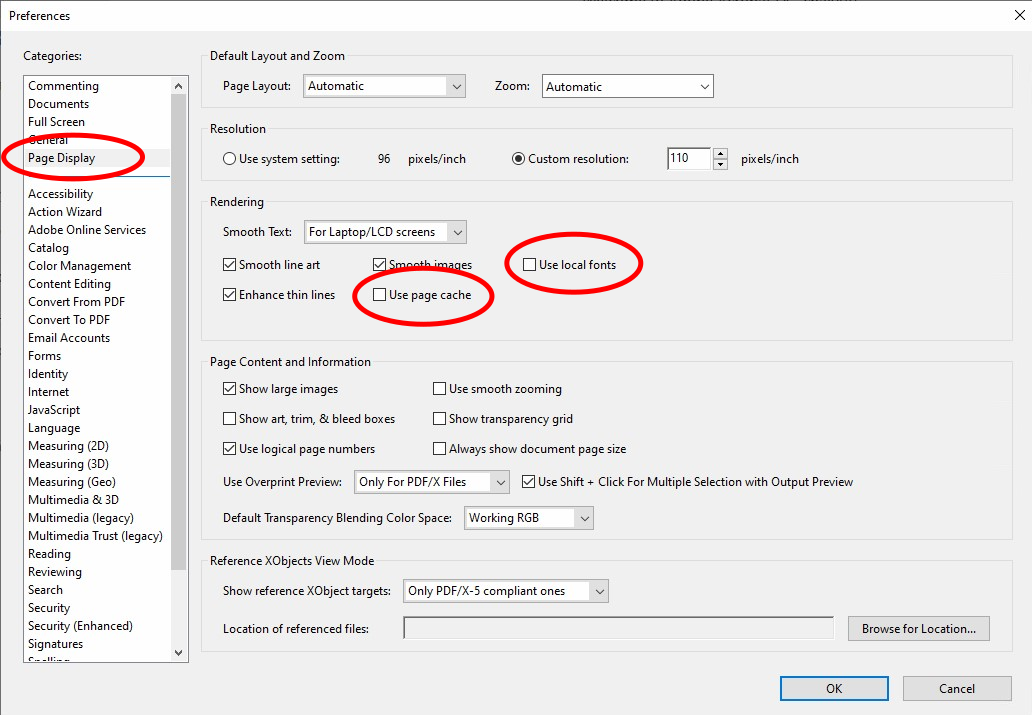 Preferences
Categories:
Commenting
Documents
Full Screen
General
Page Display
Accessibility
Action Wizard
Adobe Online Services
Catalog
Color Management
Content Editing
Convert From PDF
Convert To PDF
Email Accounts
Forms
Identity
Internet
JavaScript
Language
Measuring (2D)
Measuring (3D)
Measuring (Geo)
Multimedia & 3D
Multimedia (legacy)
Multimedia Trust (legacy)
Reading
Reviewing
Search
Security
Security (Enhanced)
Signatures
Spelling
Default Layout and Zoom
Page Layout: Automatic Zoom: Automatic
Resolution
Use system setting: 96 pixels/inch Custom resolution: 110 pixels/inch
Rendering
Smooth Text: For Laptop/LCD screens
Smooth line art Smooth images Use local fonts
Enhance thin lines Use page cache
Page Content and Information
Show large images Use smooth zooming
Show art, trim, & bleed boxes Show transparency grid
Use logical page numbers Always show document page size
Use Overprint Preview: Only For PDF/X Files Use Shift + Click For Multiple Selection with Output Preview
Default Transparency Blending Color Space: Working RGB
Reference XObjects View Mode
Show reference XObject targets: Only PDF/X-5 compliant ones
Location of referenced files: Browse for Location...
OK Cancel